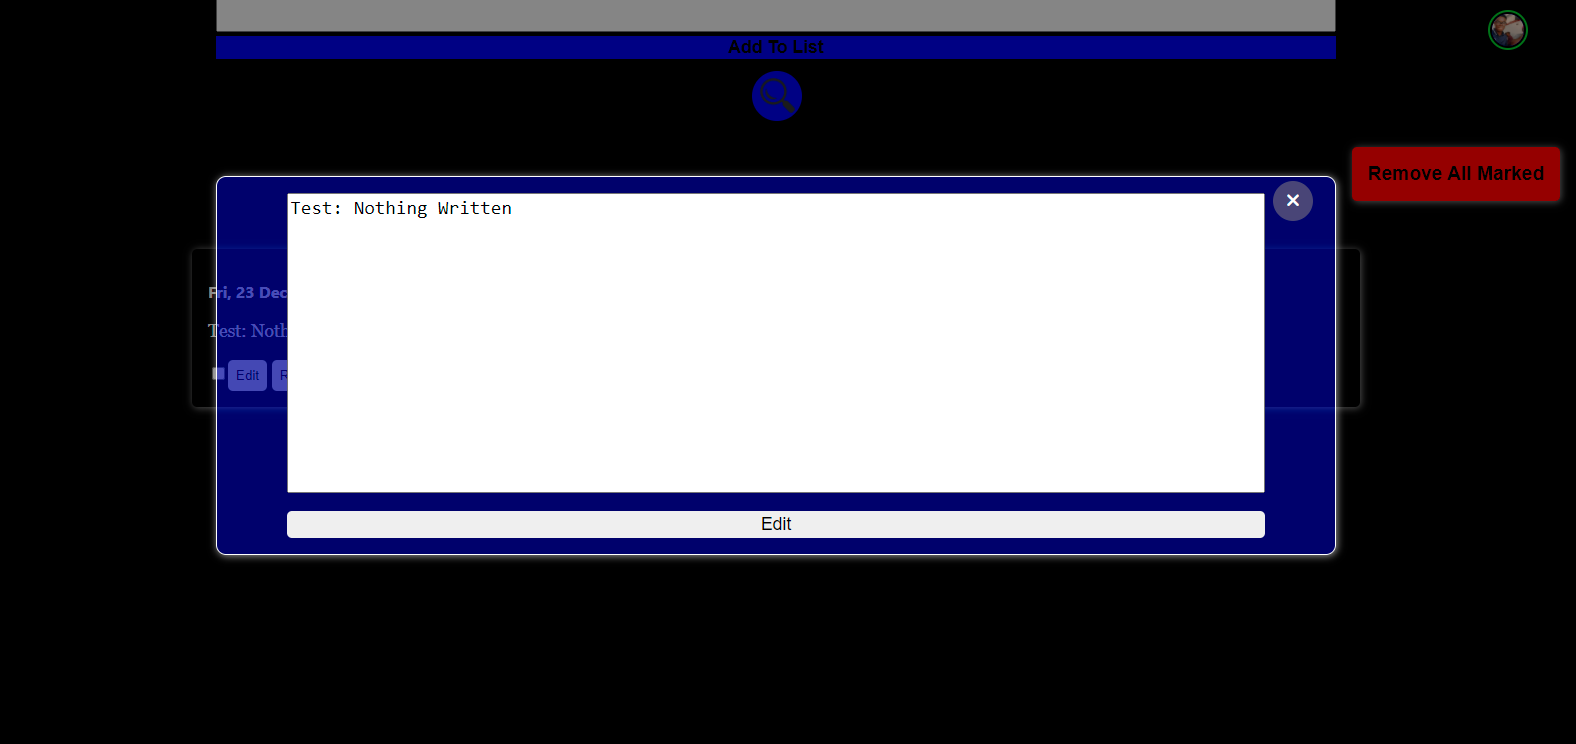 Add To List
Remove All Marked
×
Test: Nothing Written
Fri, 23 Dec
Test: Noth
Edit R
Edit